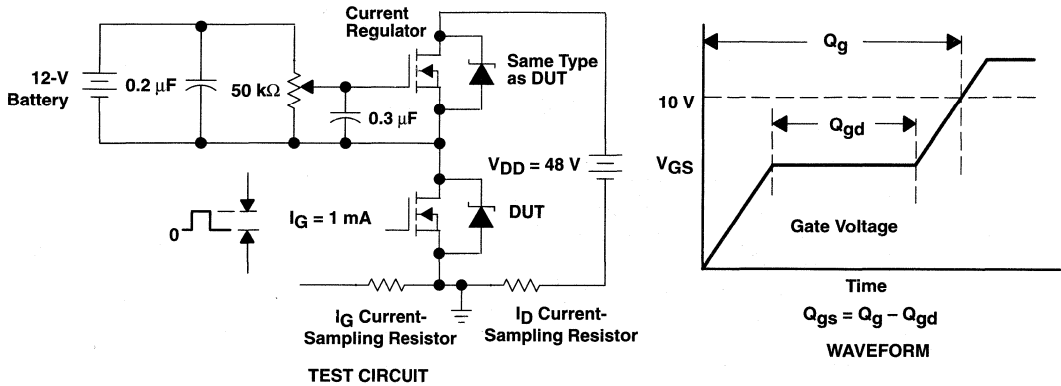 Current
Regulator
12-V
Battery
0.2 µF
50 kΩ
0.3 µF
Same Type
as DUT
V_DD = 48 V
I_G = 1 mA
DUT
0
I_G Current-
Sampling Resistor
I_D Current-
Sampling Resistor
TEST CIRCUIT
Q_g
10 V
Q_gd
V_GS
Gate Voltage
Time
Q_gs = Q_g – Q_gd
WAVEFORM